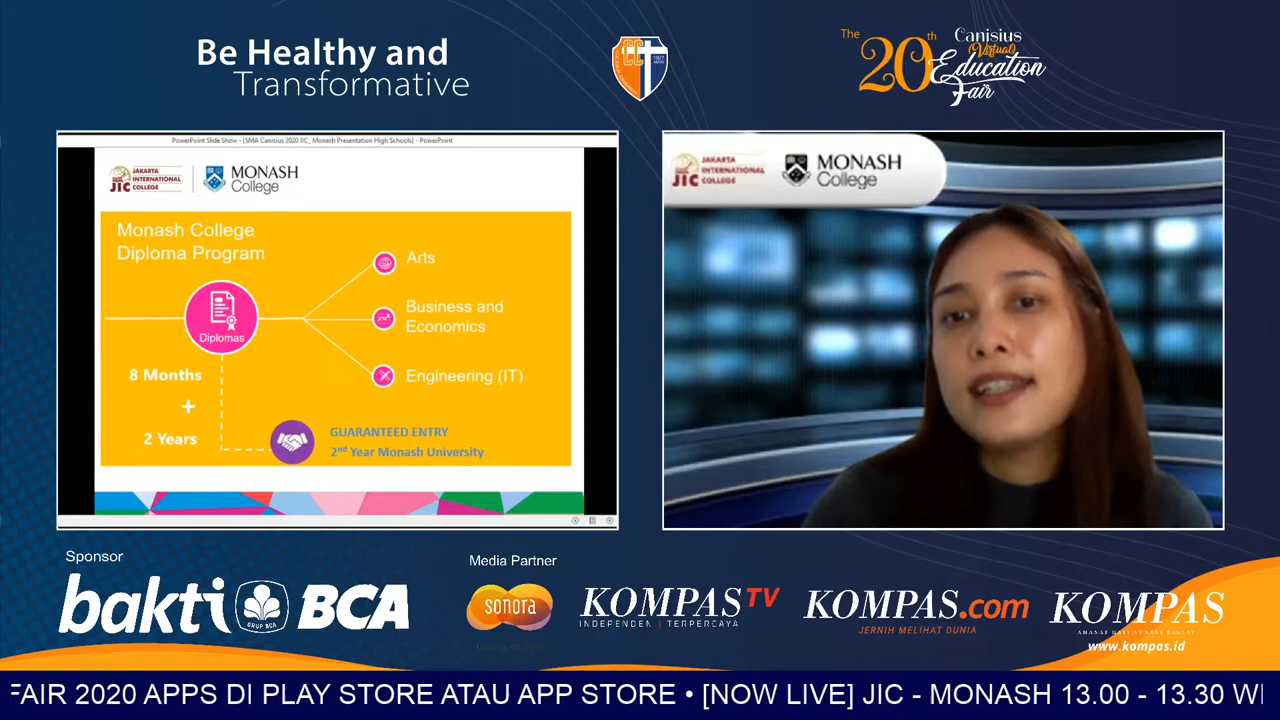 Be Healthy and
Transformative
CC
The 20th Canisius
(Virtual)
Education
Fair
PowerPoint Slide Show - [SMA Canisius 2020 JIC_ Monash Presentation High Schools] - PowerPoint
JIC JAKARTA
INTERNATIONAL
COLLEGE
MONASH
College
Monash College
Diploma Program
Diplomas
Arts
Business and
Economics
Engineering (IT)
8 Months
+
2 Years
GUARANTEED ENTRY
2nd Year Monash University
JIC JAKARTA
INTERNATIONAL
COLLEGE
MONASH
College
Sponsor
bakti
GRUP BCA
BCA
Media Partner
sonora
KOMPAS TV
INDEPENDEN | TERPERCAYA
KOMPAS.com
JERNIH MELIHAT DUNIA
KOMPAS
AMANAT HATI NURANI RAKYAT
www.kompas.id
FAIR 2020 APPS DI PLAY STORE ATAU APP STORE • [NOW LIVE] JIC - MONASH 13.00 - 13.30 WI